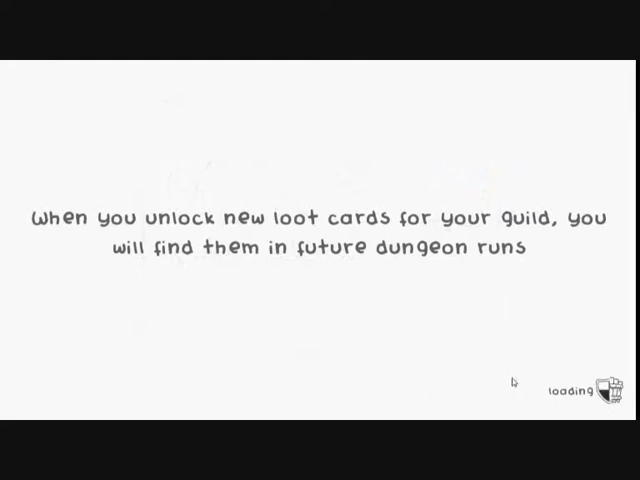 When you unlock new loot cards for your guild, you
will find them in future dungeon runs
loading